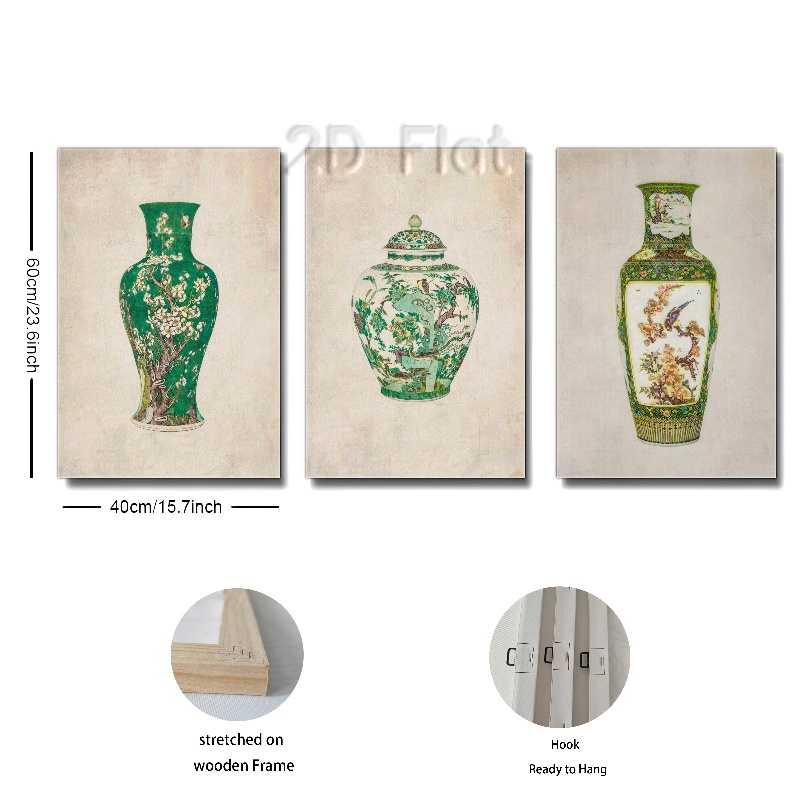 2D Flat
60cm/23.6inch
40cm/15.7inch
stretched on
wooden Frame
Hook
Ready to Hang